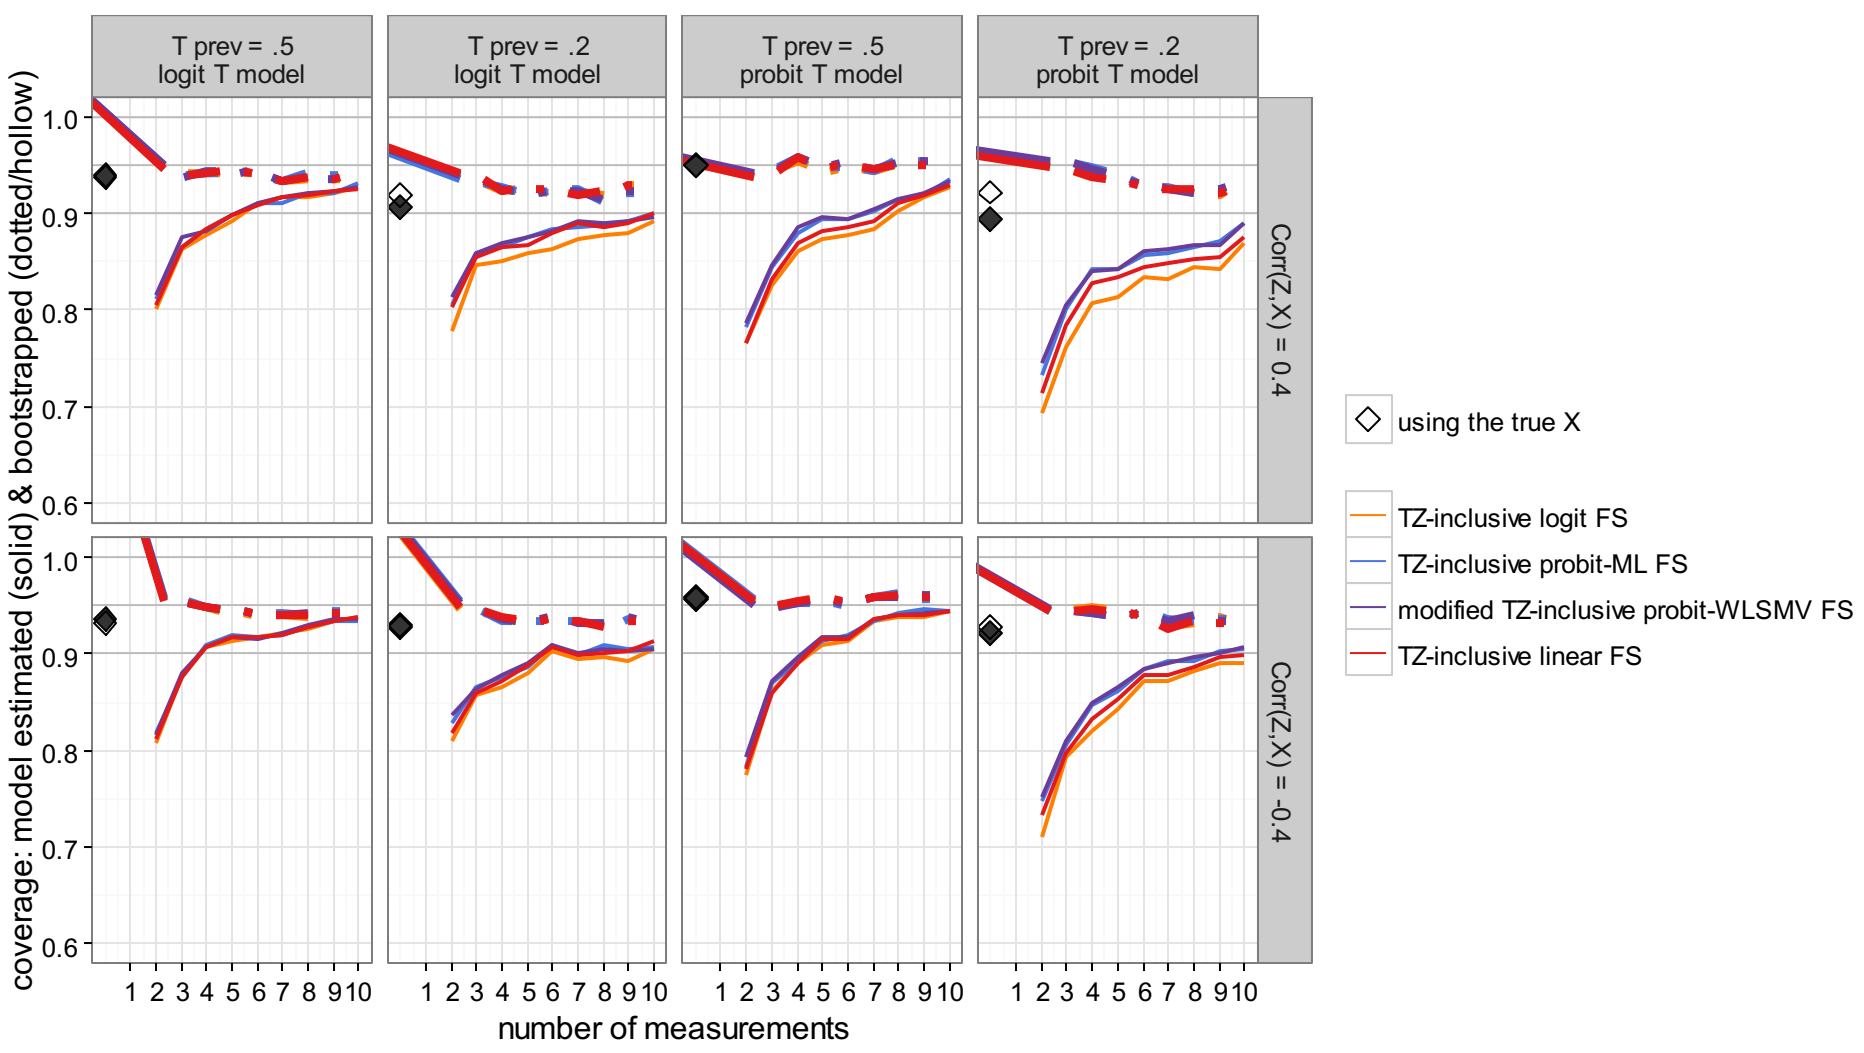 T prev = .5
logit T model
T prev = .2
logit T model
T prev = .5
probit T model
T prev = .2
probit T model
coverage: model estimated (solid) & bootstrapped (dotted/hollow)
1.0
0.9
0.8
0.7
0.6
Corr(Z,X) = 0.4
1.0
0.9
0.8
0.7
0.6
Corr(Z,X) = -0.4
1 2 3 4 5 6 7 8 9 10
1 2 3 4 5 6 7 8 9 10
1 2 3 4 5 6 7 8 9 10
1 2 3 4 5 6 7 8 9 10
number of measurements
using the true X
TZ-inclusive logit FS
TZ-inclusive probit-ML FS
modified TZ-inclusive probit-WLSMV FS
TZ-inclusive linear FS